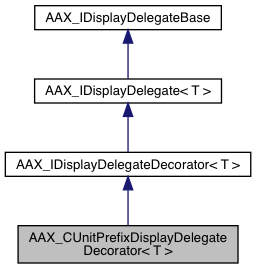 AAX_IDisplayDelegateBase
AAX_IDisplayDelegate< T >
AAX_IDisplayDelegateDecorator< T >
AAX_CUnitPrefixDisplayDelegate
Decorator< T >